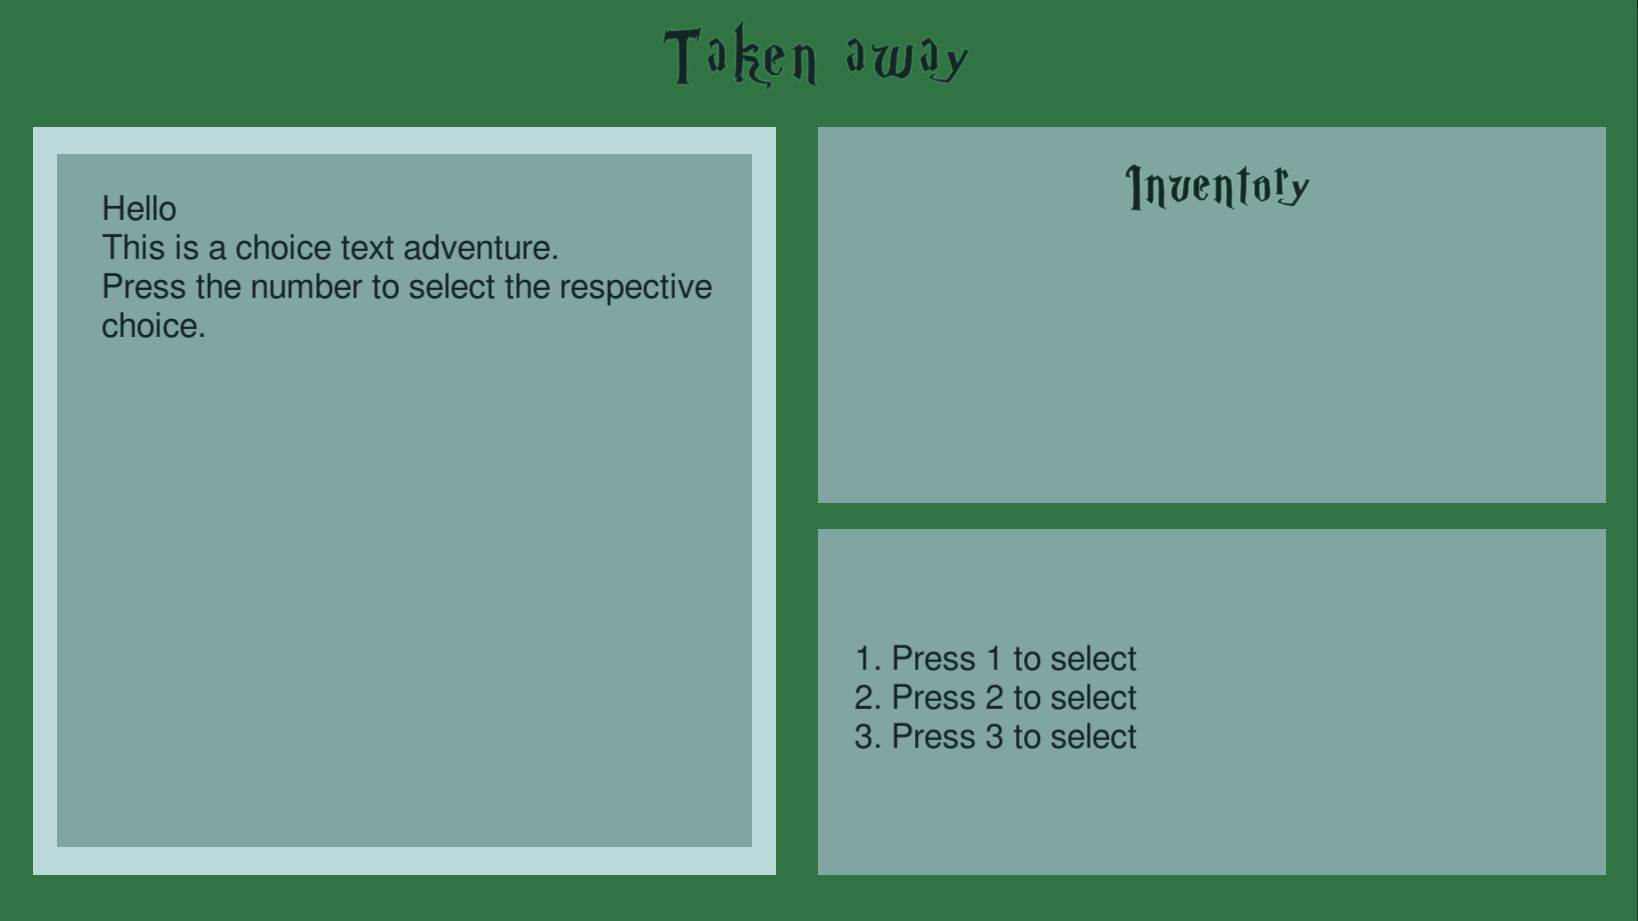 Taken away
Hello
This is a choice text adventure.
Press the number to select the respective
choice.
Inventory
1. Press 1 to select
2. Press 2 to select
3. Press 3 to select